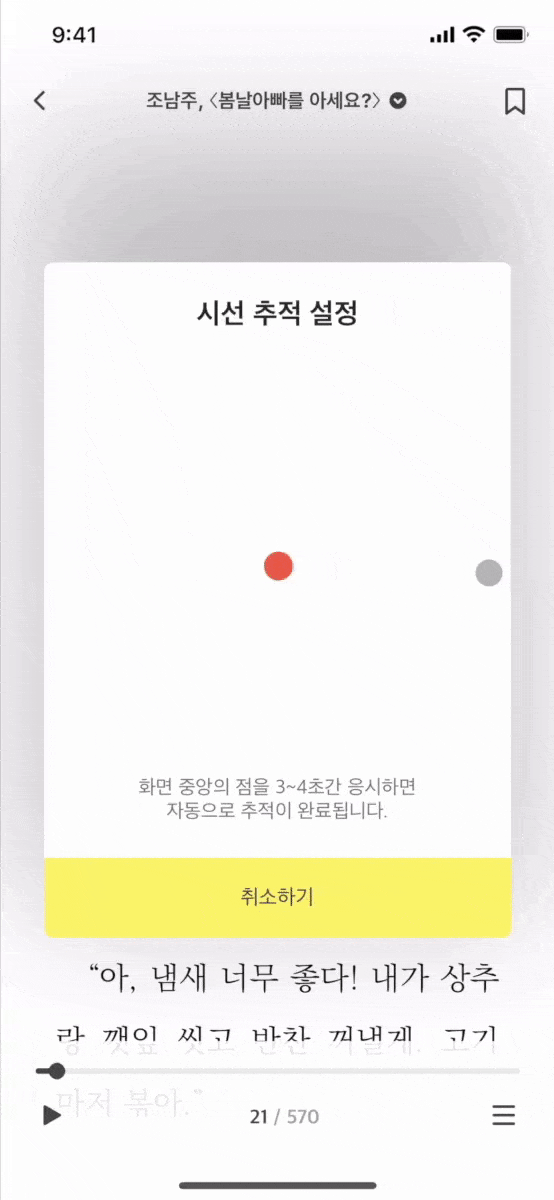 9:41
조남주, 〈봄날아빠를 아세요?〉
시선 추적 설정
화면 중앙의 점을 3~4초간 응시하면
자동으로 추적이 완료됩니다.
취소하기
“아, 냄새 너무 좋다! 내가 상추
랑 깻잎 씻고 반찬 꺼낼게. 고기
마저 볶아.”
21 / 570